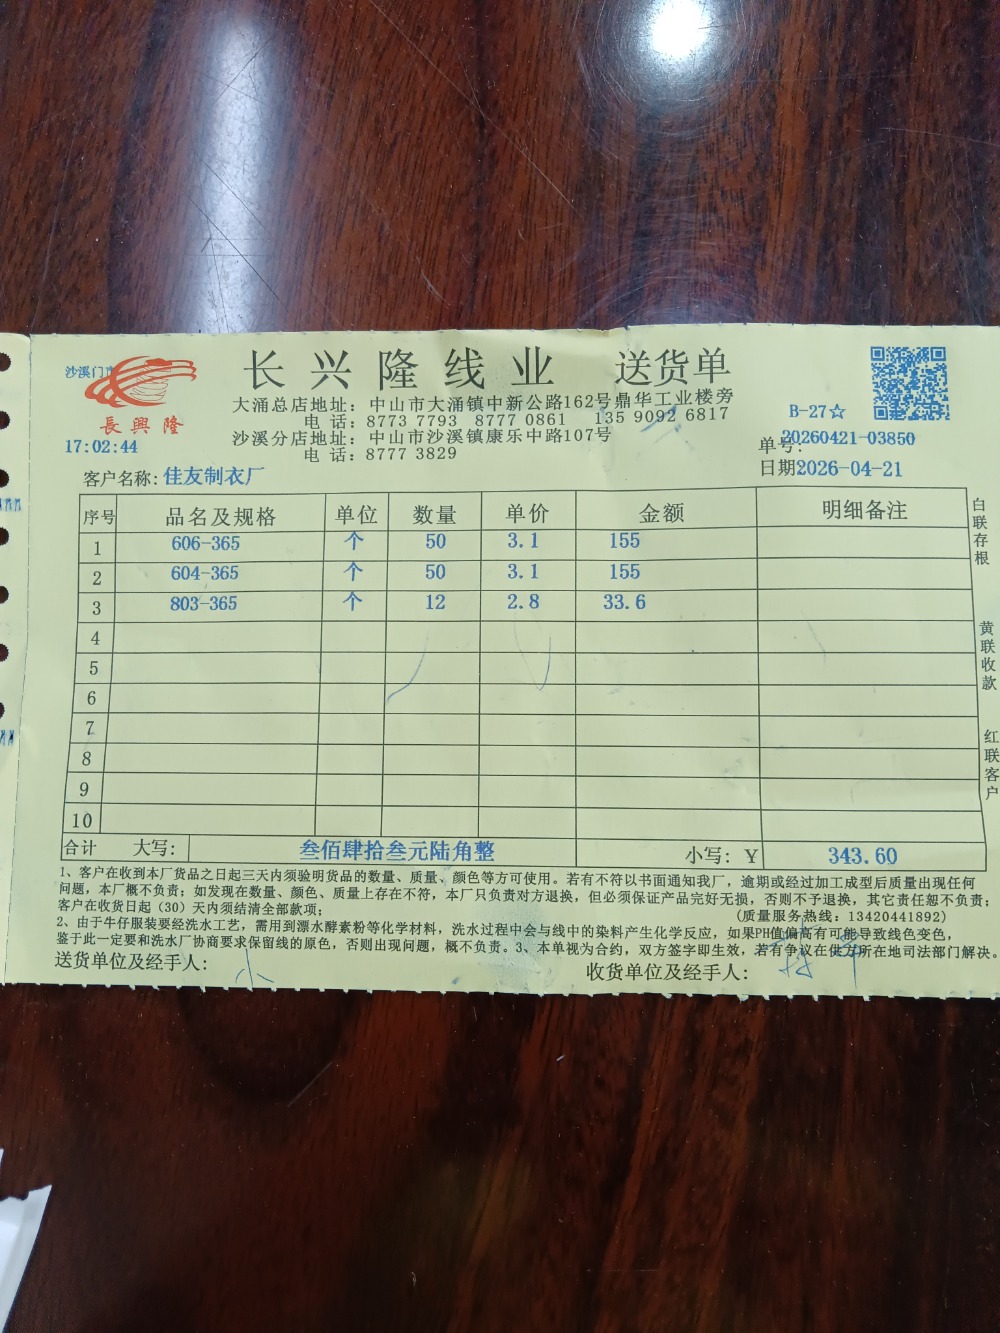 沙溪门市
長興隆
17:02:44
长兴隆线业 送货单
大涌总店地址: 中山市大涌镇中新公路162号鼎华工业楼旁
电 话: 8773 7793 8777 0861 135 9092 6817
沙溪分店地址: 中山市沙溪镇康乐中路107号
电 话: 8777 3829
B-27☆
单号: 20260421-03850
日期: 2026-04-21
客户名称: 佳友制衣厂
序号 品名及规格 单位 数量 单价 金额 明细备注
1 606-365 个 50 3.1 155
2 604-365 个 50 3.1 155
3 803-365 个 12 2.8 33.6
4
5
6
7
8
9
10
合计 大写: 叁佰肆拾叁元陆角整 小写: Y 343.60
白联存根
黄联收款
红联客户
1、客户在收到本厂货品之日起三天内须验明货品的数量、质量、颜色等方可使用。若有不符以书面通知我厂，逾期或经过加工成型后质量出现任何
问题，本厂概不负责；如发现在数量、颜色、质量上存在不符，本厂只负责对方退换，但必须保证产品完好无损，否则不予退换，其它责任恕不负责；
客户在收货日起（30）天内须结清全部款项； (质量服务热线: 13420441892)
2、由于牛仔服装要经洗水工艺，需用到漂水酵素粉等化学材料，洗水过程中会与线中的染料产生化学反应，如果PH值偏高有可能导致线色变色，
鉴于此一定要和洗水厂协商要求保留线的原色，否则出现问题，概不负责。3、本单视为合约，双方签字即生效，若有争议在供方所在地司法部门解决。
送货单位及经手人: 小
收货单位及经手人: